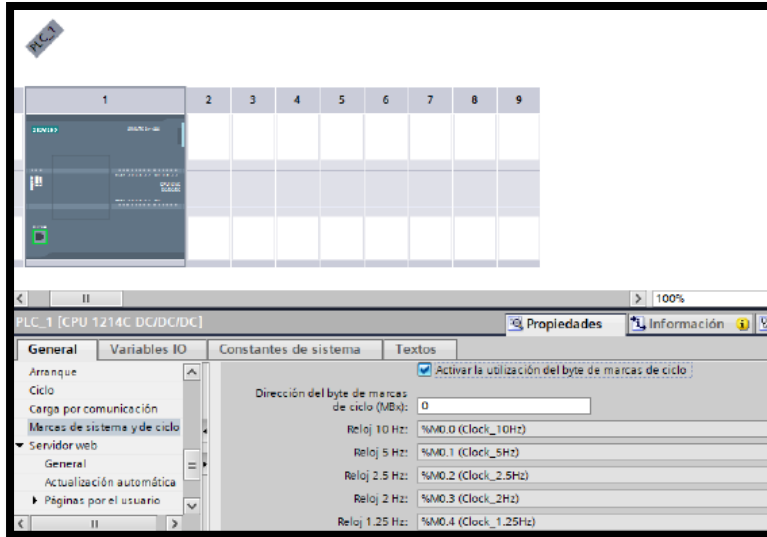 PLC_1
1 2 3 4 5 6 7 8 9
SIEMENS
100%
PLC_1 [CPU 1214C DC/DC/DC]
Propiedades
Información
General
Variables IO
Constantes de sistema
Textos
Arranque
Ciclo
Carga por comunicación
Marcas de sistema y de ciclo
Servidor web
General
Actualización automática
Páginas por el usuario
Activar la utilización del byte de marcas de ciclo
Dirección del byte de marcas
de ciclo (MBx): 0
Reloj 10 Hz: %M0.0 (Clock_10Hz)
Reloj 5 Hz: %M0.1 (Clock_5Hz)
Reloj 2.5 Hz: %M0.2 (Clock_2.5Hz)
Reloj 2 Hz: %M0.3 (Clock_2Hz)
Reloj 1.25 Hz: %M0.4 (Clock_1.25Hz)